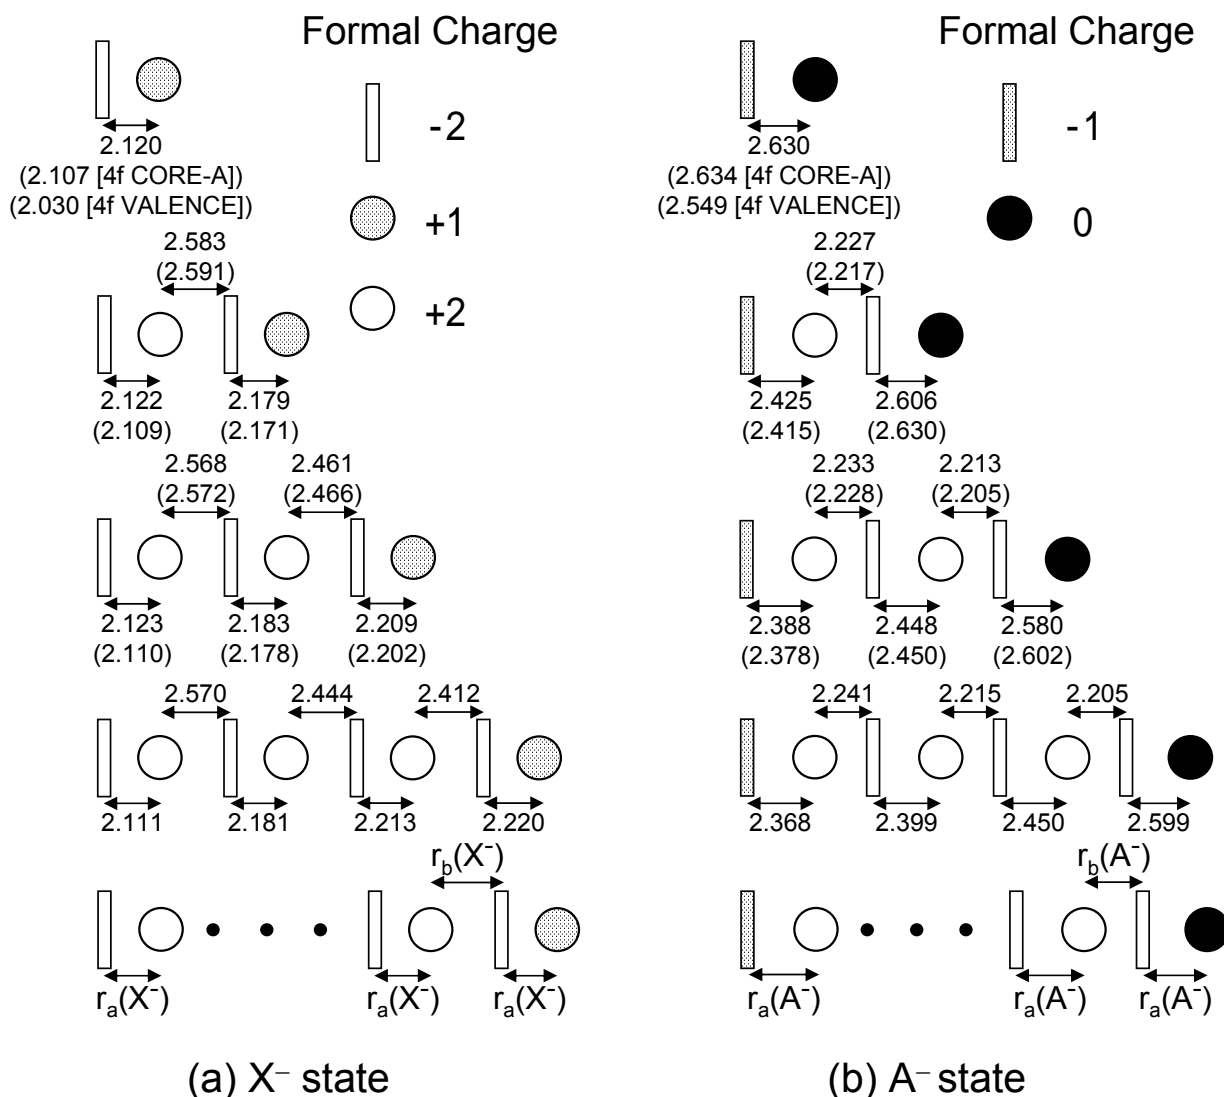 Formal Charge
2.120
(2.107 [4f CORE-A])
(2.030 [4f VALENCE])
-2
+1
+2
2.583
(2.591)
2.122 2.179
(2.109) (2.171)
2.568 2.461
(2.572) (2.466)
2.123 2.183 2.209
(2.110) (2.178) (2.202)
2.570 2.444 2.412
2.111 2.181 2.213 2.220
r_b(X⁻)
r_a(X⁻) r_a(X⁻) r_a(X⁻)
(a) X⁻ state
Formal Charge
2.630
(2.634 [4f CORE-A])
(2.549 [4f VALENCE])
-1
0
2.227
(2.217)
2.425 2.606
(2.415) (2.630)
2.233 2.213
(2.228) (2.205)
2.388 2.448 2.580
(2.378) (2.450) (2.602)
2.241 2.215 2.205
2.368 2.399 2.450 2.599
r_b(A⁻)
r_a(A⁻) r_a(A⁻) r_a(A⁻)
(b) A⁻ state